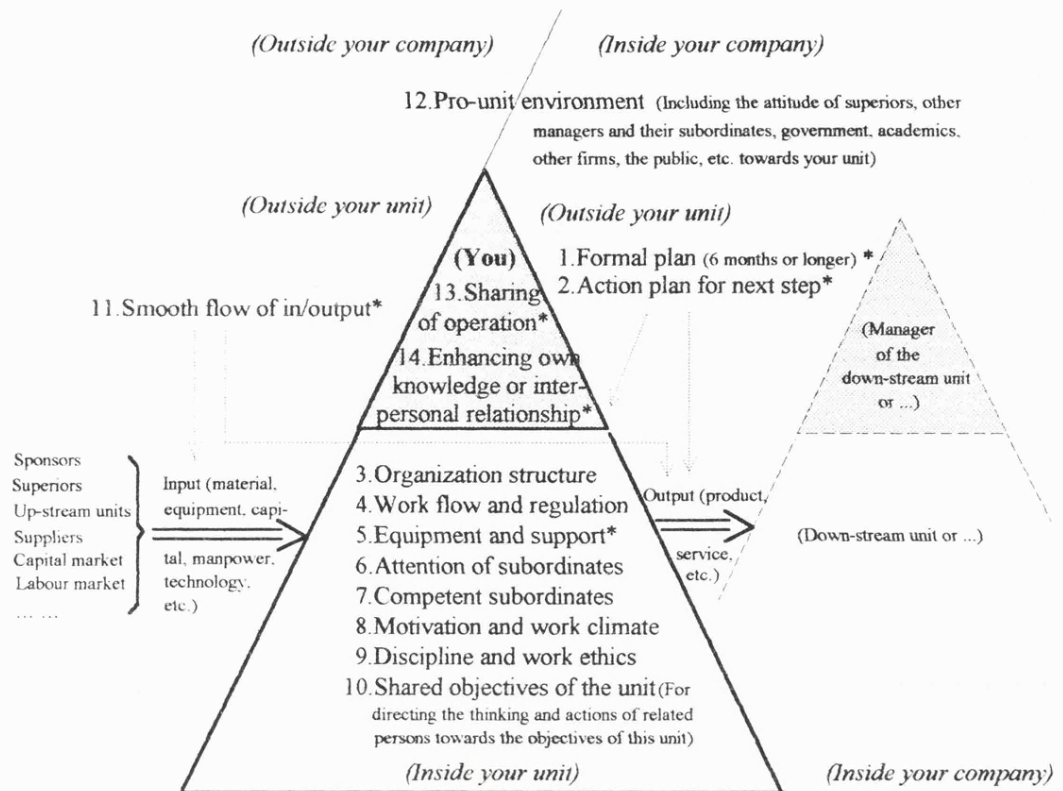 (Outside your company)
(Inside your company)
12.Pro-unit environment (Including the attitude of superiors, other
managers and their subordinates, government, academics,
other firms, the public, etc. towards your unit)
(Outside your unit)
(Outside your unit)
(You)
13.Sharing
of operation*
14.Enhancing own
knowledge or inter-
personal relationship*
1.Formal plan (6 months or longer) *
2.Action plan for next step*
11.Smooth flow of in/output*
(Manager
of the
down-stream unit
or ...)
Sponsors
Superiors
Up-stream units
Suppliers
Capital market
Labour market
... ...
Input (material,
equipment, capi-
tal, manpower,
technology,
etc.)
3.Organization structure
4.Work flow and regulation
5.Equipment and support*
6.Attention of subordinates
7.Competent subordinates
8.Motivation and work climate
9.Discipline and work ethics
10.Shared objectives of the unit (For
directing the thinking and actions of related
persons towards the objectives of this unit)
Output (product,
service,
etc.)
(Down-stream unit or ...)
(Inside your unit)
(Inside your company)